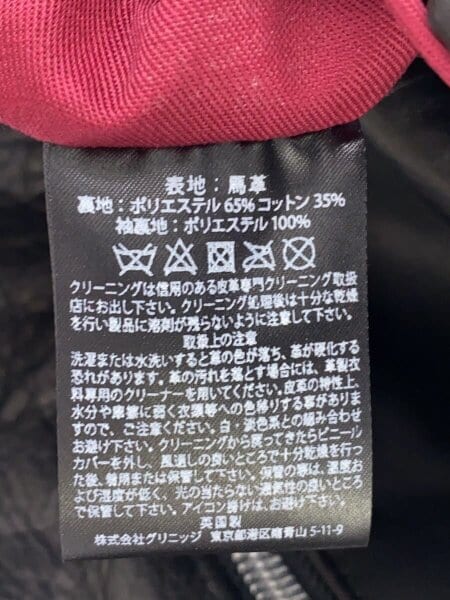 表地：馬革
裏地：ポリエステル 65% コットン 35%
袖裏地：ポリエステル 100%
クリーニングは信用のある皮革専門クリーニング取扱
店にお出し下さい。クリーニング処理後は十分な乾燥
を行い製品に溶剤が残らないように注意して下さい。
取扱上の注意
洗濯または水洗いすると革の色が落ち、革が硬化する
恐れがあります。革の汚れを落とす場合には、革製衣
料専用のクリーナーを用いてください。皮革の特性上、
水分や摩擦に弱く衣類等への色移りする事がありま
すので、ご注意ください。白・淡色系との組み合わせ
お避け下さい。クリーニングから戻ってきたらビニール
カバーを外し、風通しの良いところで十分乾燥を行っ
た後、着用または保管して下さい。保管の事は、温度お
よび湿度が低く、光の当たらない通気性の良いところ
で保管して下さい。アイコン掛けは、お避け下さい。
英国製
株式会社グリニッジ 東京都港区南青山 5-11-9